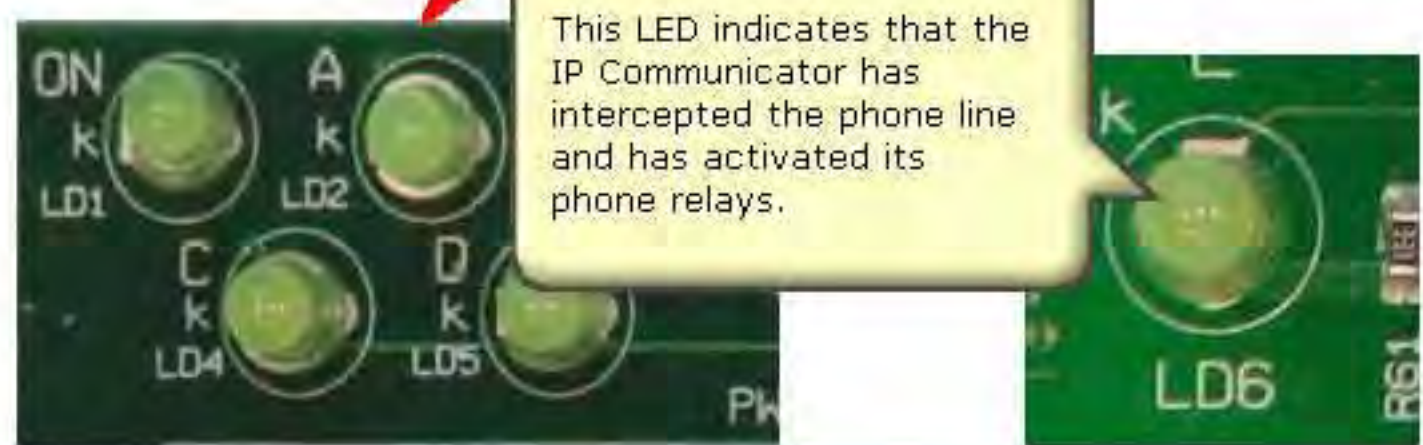 This LED indicates that the
IP Communicator has
intercepted the phone line
and has activated its
phone relays.
ON
A
k
k
LD1
LD2
C
D
k
k
LD4
LD5
k
LD6
R61